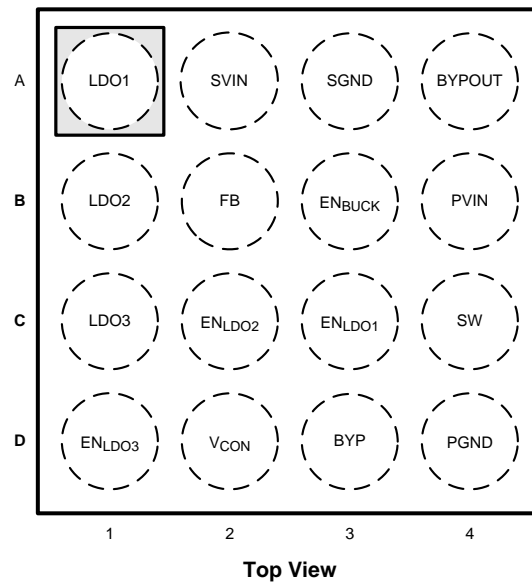 A LDO1 SVIN SGND BYPOUT
B LDO2 FB ENBUCK PVIN
C LDO3 ENLDO2 ENLDO1 SW
D ENLDO3 VCON BYP PGND
1 2 3 4
Top View